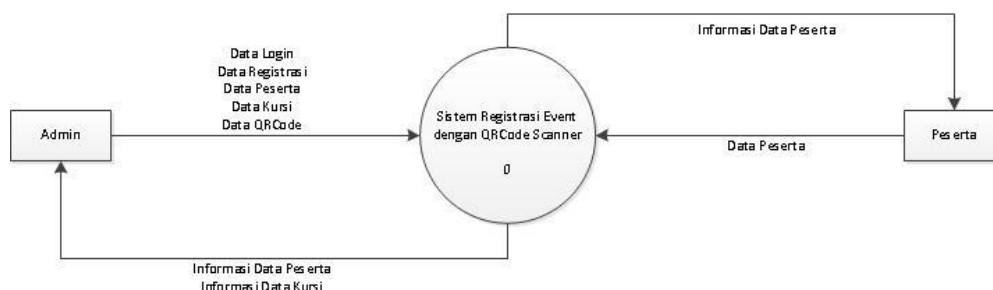 Informasi Data Peserta
Data Login
Data Registrasi
Data Peserta
Data Kursi
Data QRCode
Admin
Sistem Registrasi Event
dengan QRCode Scanner
0
Peserta
Data Peserta
Informasi Data Peserta
Informasi Data Kursi